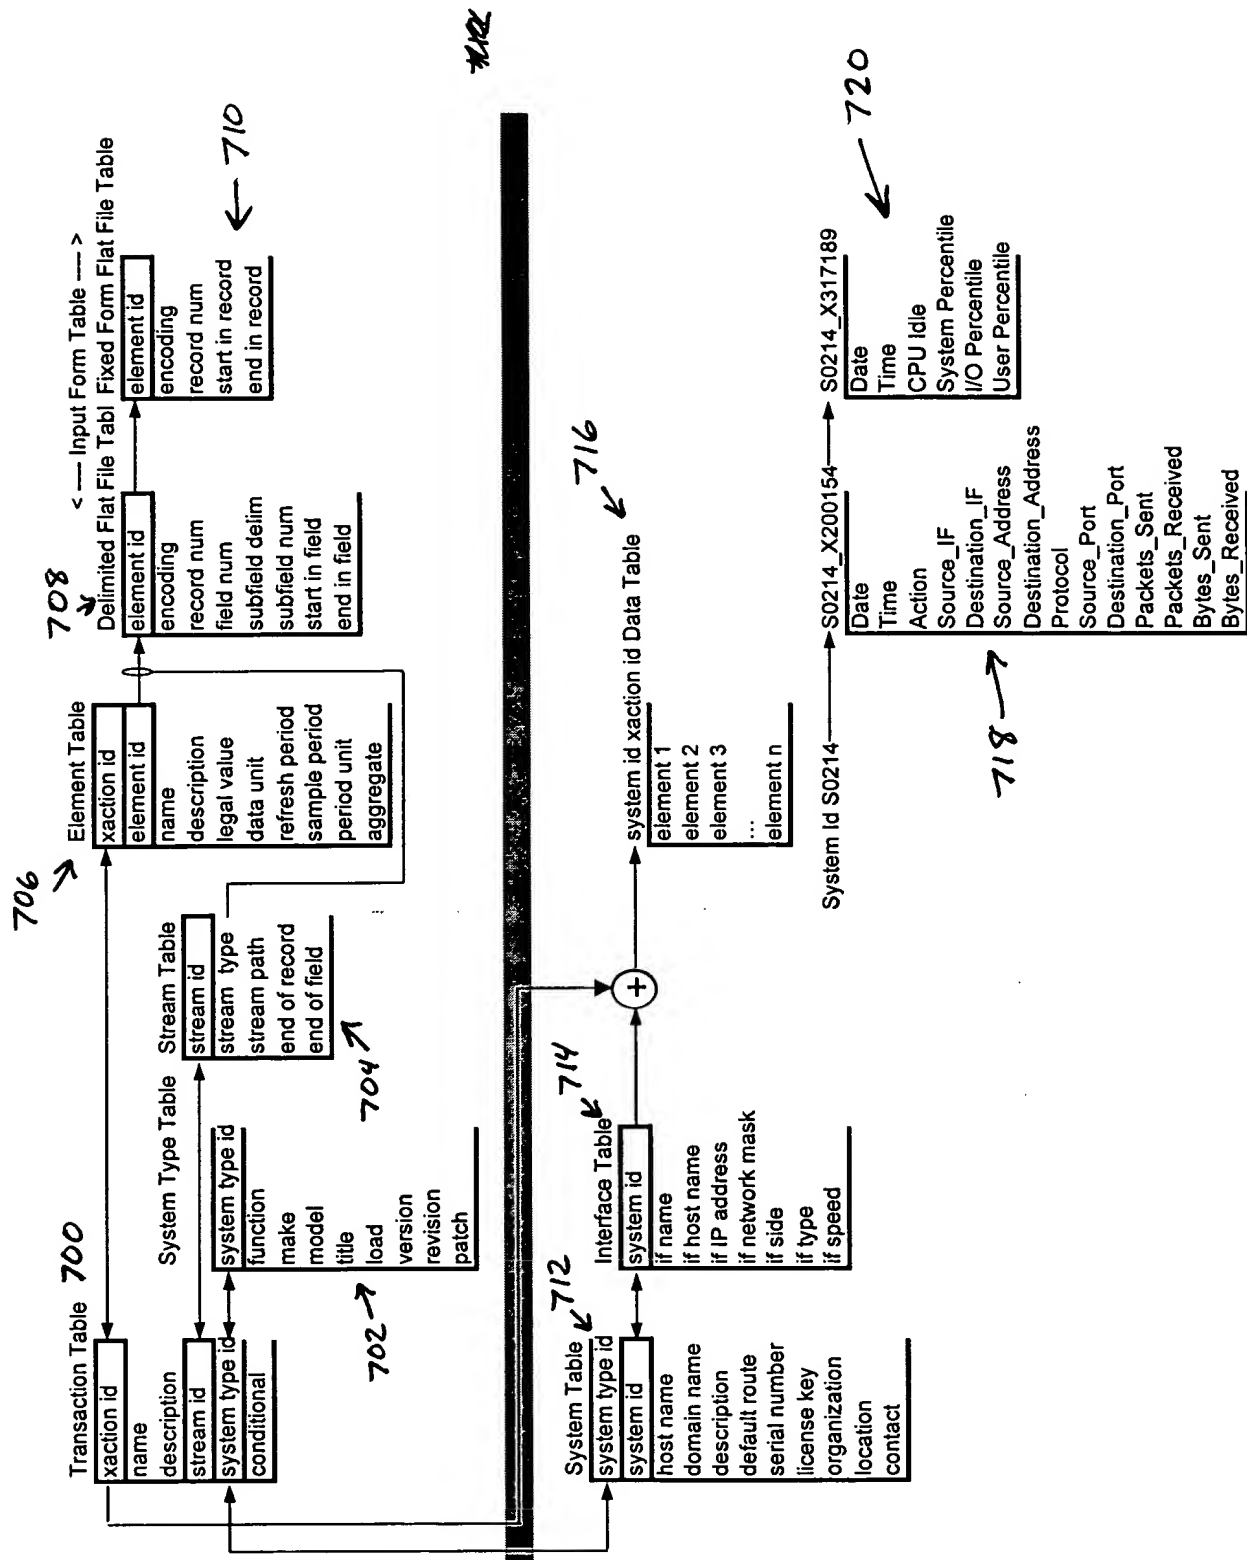 Transaction Table 700
xaction id
name
description
stream id
system type id
conditional
System Type Table
system type id
function
make
model
title
load
version
revision
patch
702
Stream Table
stream id
stream type
stream path
end of record
end of field
704
706
Element Table
xaction id
element id
name
description
legal value
data unit
refresh period
sample period
period unit
aggregate
<--- Input Form Table --->
708
Delimited Flat File Tabl Fixed Form Flat File Table
element id
encoding
record num
field num
subfield delim
subfield num
start in field
end in field
element id
encoding
record num
start in record
end in record
710
System Table 712
system type id
system id
host name
domain name
description
default route
serial number
license key
organization
location
contact
Interface Table 714
system id
if name
if host name
if IP address
if network mask
if side
if type
if speed
+
716
system id xaction id Data Table
element 1
element 2
element 3
...
element n
System Id S0214
S0214_X200154
Date
Time
Action
Source_IF
Destination_IF
Source_Address
Destination_Address
Protocol
Source_Port
Destination_Port
Packets_Sent
Packets_Received
Bytes_Sent
Bytes_Received
718
S0214_X317189
Date
Time
CPU Idle
System Percentile
I/O Percentile
User Percentile
720